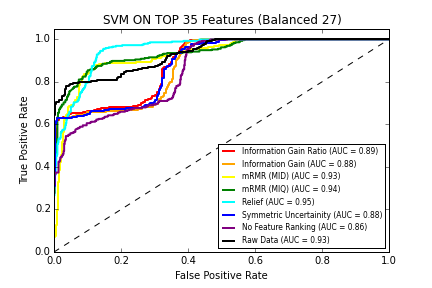 SVM ON TOP 35 Features (Balanced 27)
True Positive Rate
1.0
0.8
0.6
0.4
0.2
0.0
Information Gain Ratio (AUC = 0.89)
Information Gain (AUC = 0.88)
mRMR (MID) (AUC = 0.93)
mRMR (MIQ) (AUC = 0.94)
Relief (AUC = 0.95)
Symmetric Uncertainity (AUC = 0.88)
No Feature Ranking (AUC = 0.86)
Raw Data (AUC = 0.93)
0.0 0.2 0.4 0.6 0.8 1.0
False Positive Rate